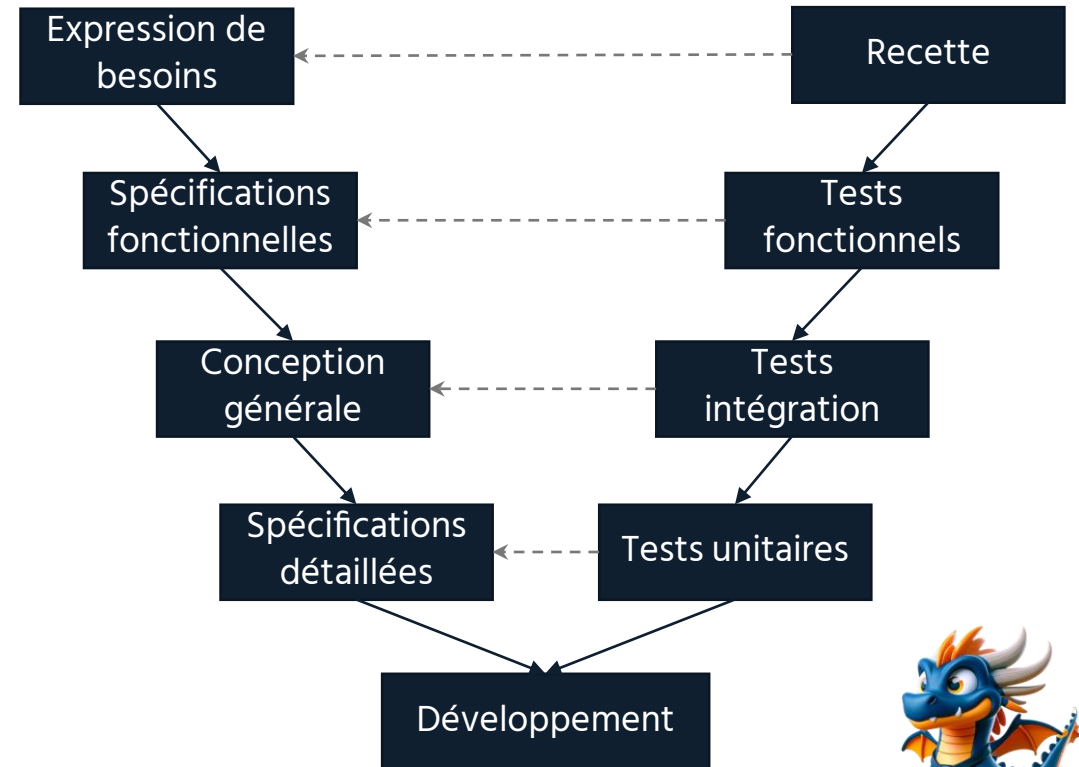 Expression de
besoins
Recette
Spécifications
fonctionnelles
Tests
fonctionnels
Conception
générale
Tests
intégration
Spécifications
détaillées
Tests unitaires
Développement